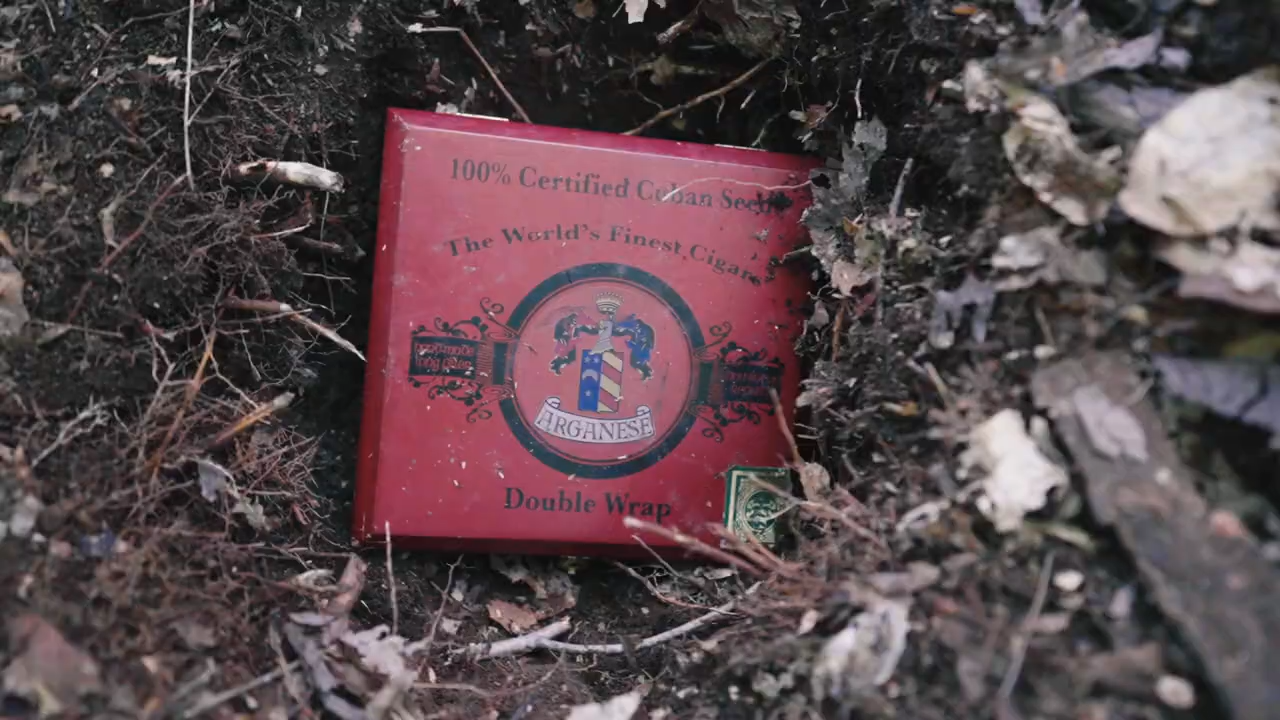 100% Certified Cuban Seed
The World's Finest Cigars
ARGANESE
Double Wrap